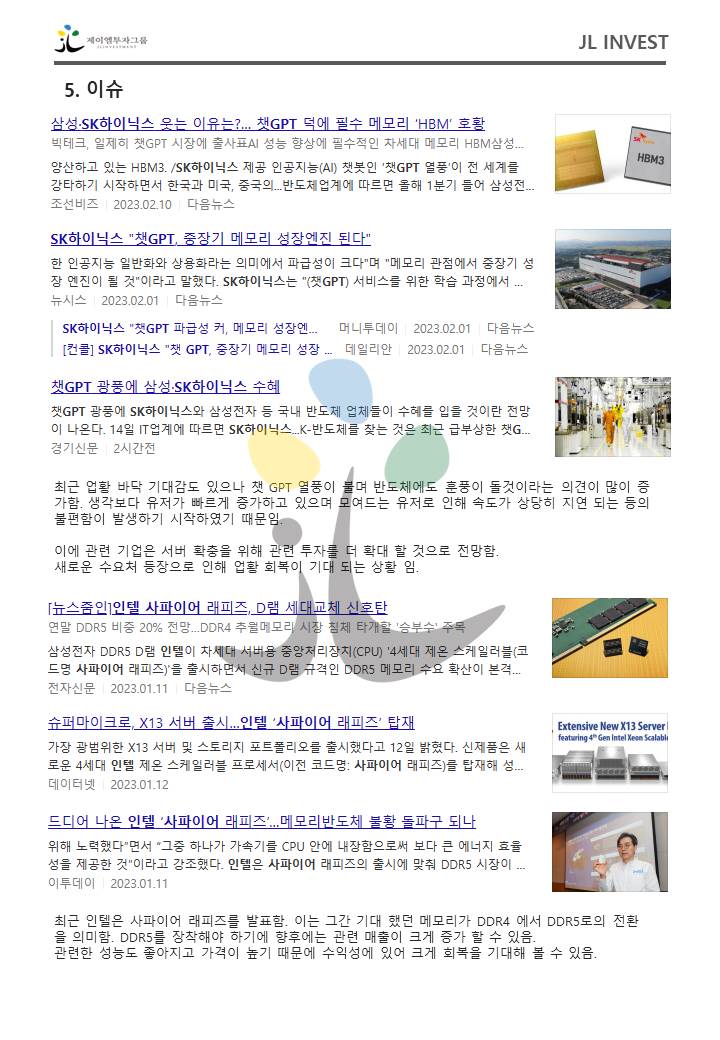 제이엘투자그룹
JLINVESTMENT
JL INVEST
5. 이슈
삼성·SK하이닉스 웃는 이유는?... 챗GPT 덕에 필수 메모리 ‘HBM’ 호황
빅테크, 일제히 챗GPT 시장에 출사표AI 성능 향상에 필수적인 차세대 메모리 HBM삼성...
양산하고 있는 HBM3. /SK하이닉스 제공 인공지능(AI) 챗봇인 ‘챗GPT 열풍’이 전 세계를
강타하기 시작하면서 한국과 미국, 중국의...반도체업계에 따르면 올해 1분기 들어 삼성전...
조선비즈 | 2023.02.10 | 다음뉴스
SK
HBM3
SK하이닉스 "챗GPT, 중장기 메모리 성장엔진 된다"
한 인공지능 일반화와 상용화라는 의미에서 파급성이 크다"며 "메모리 관점에서 중장기 성
장 엔진이 될 것"이라고 말했다. SK하이닉스는 "(챗GPT) 서비스를 위한 학습 과정에서 ...
뉴시스 | 2023.02.01 | 다음뉴스
SK하이닉스 "챗GPT 파급성 커, 메모리 성장엔... 머니투데이 | 2023.02.01 | 다음뉴스
[컨콜] SK하이닉스 "챗 GPT, 중장기 메모리 성장 ... 데일리안 | 2023.02.01 | 다음뉴스
챗GPT 광풍에 삼성·SK하이닉스 수혜
챗GPT 광풍에 SK하이닉스와 삼성전자 등 국내 반도체 업체들이 수혜를 입을 것이란 전망
이 나온다. 14일 IT업계에 따르면 SK하이닉스...K-반도체를 찾는 것은 최근 급부상한 챗G...
경기신문 | 2시간전
최근 업황 바닥 기대감도 있으나 챗 GPT 열풍이 불며 반도체에도 훈풍이 돌것이라는 의견이 많이 증
가함. 생각보다 유저가 빠르게 증가하고 있으며 모여드는 유저로 인해 속도가 상당히 지연 되는 등의
불편함이 발생하기 시작하였기 때문임.
이에 관련 기업은 서버 확충을 위해 관련 투자를 더 확대 할 것으로 전망함.
새로운 수요처 등장으로 인해 업황 회복이 기대 되는 상황 임.
[뉴스줌인]인텔 사파이어 래피즈, D램 세대교체 신호탄
연말 DDR5 비중 20% 전망...DDR4 추월메모리 시장 침체 타개할 '승부수' 주목
삼성전자 DDR5 D램 인텔이 차세대 서버용 중앙처리장치(CPU) '4세대 제온 스케일러블(코
드명 사파이어 래피즈)'을 출시하면서 신규 D램 규격인 DDR5 메모리 수요 확산이 본격...
전자신문 | 2023.01.11 | 다음뉴스
슈퍼마이크로, X13 서버 출시...인텔 ‘사파이어 래피즈’ 탑재
가장 광범위한 X13 서버 및 스토리지 포트폴리오를 출시했다고 12일 밝혔다. 신제품은 새
로운 4세대 인텔 제온 스케일러블 프로세서(이전 코드명: 사파이어 래피즈)를 탑재해 성...
데이터넷 | 2023.01.12
Extensive New X13 Server
featuring 4th Gen Intel Xeon Scalable
드디어 나온 인텔 ‘사파이어 래피즈’...메모리반도체 불황 돌파구 되나
위해 노력했다”면서 “그중 하나가 가속기를 CPU 안에 내장함으로써 보다 큰 에너지 효율
성을 제공한 것”이라고 강조했다. 인텔은 사파이어 래피즈의 출시에 맞춰 DDR5 시장이 ...
이투데이 | 2023.01.11
최근 인텔은 사파이어 래피즈를 발표함. 이는 그간 기대 했던 메모리가 DDR4 에서 DDR5로의 전환
을 의미함. DDR5를 장착해야 하기에 향후에는 관련 매출이 크게 증가 할 수 있음.
관련한 성능도 좋아지고 가격이 높기 때문에 수익성에 있어 크게 회복을 기대해 볼 수 있음.